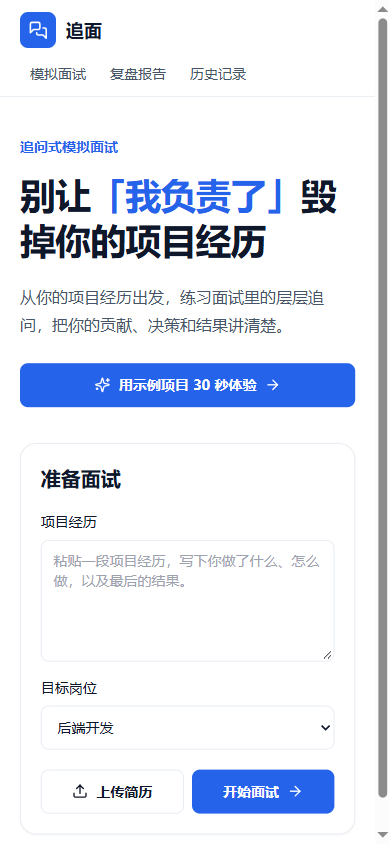 追面
模拟面试 复盘报告 历史记录
追问式模拟面试
别让「我负责了」毁
掉你的项目经历
从你的项目经历出发，练习面试里的层层追
问，把你的贡献、决策和结果讲清楚。
用示例项目 30 秒体验
准备面试
项目经历
粘贴一段项目经历，写下你做了什么、怎么
做，以及最后的结果。
目标岗位
后端开发
上传简历 开始面试